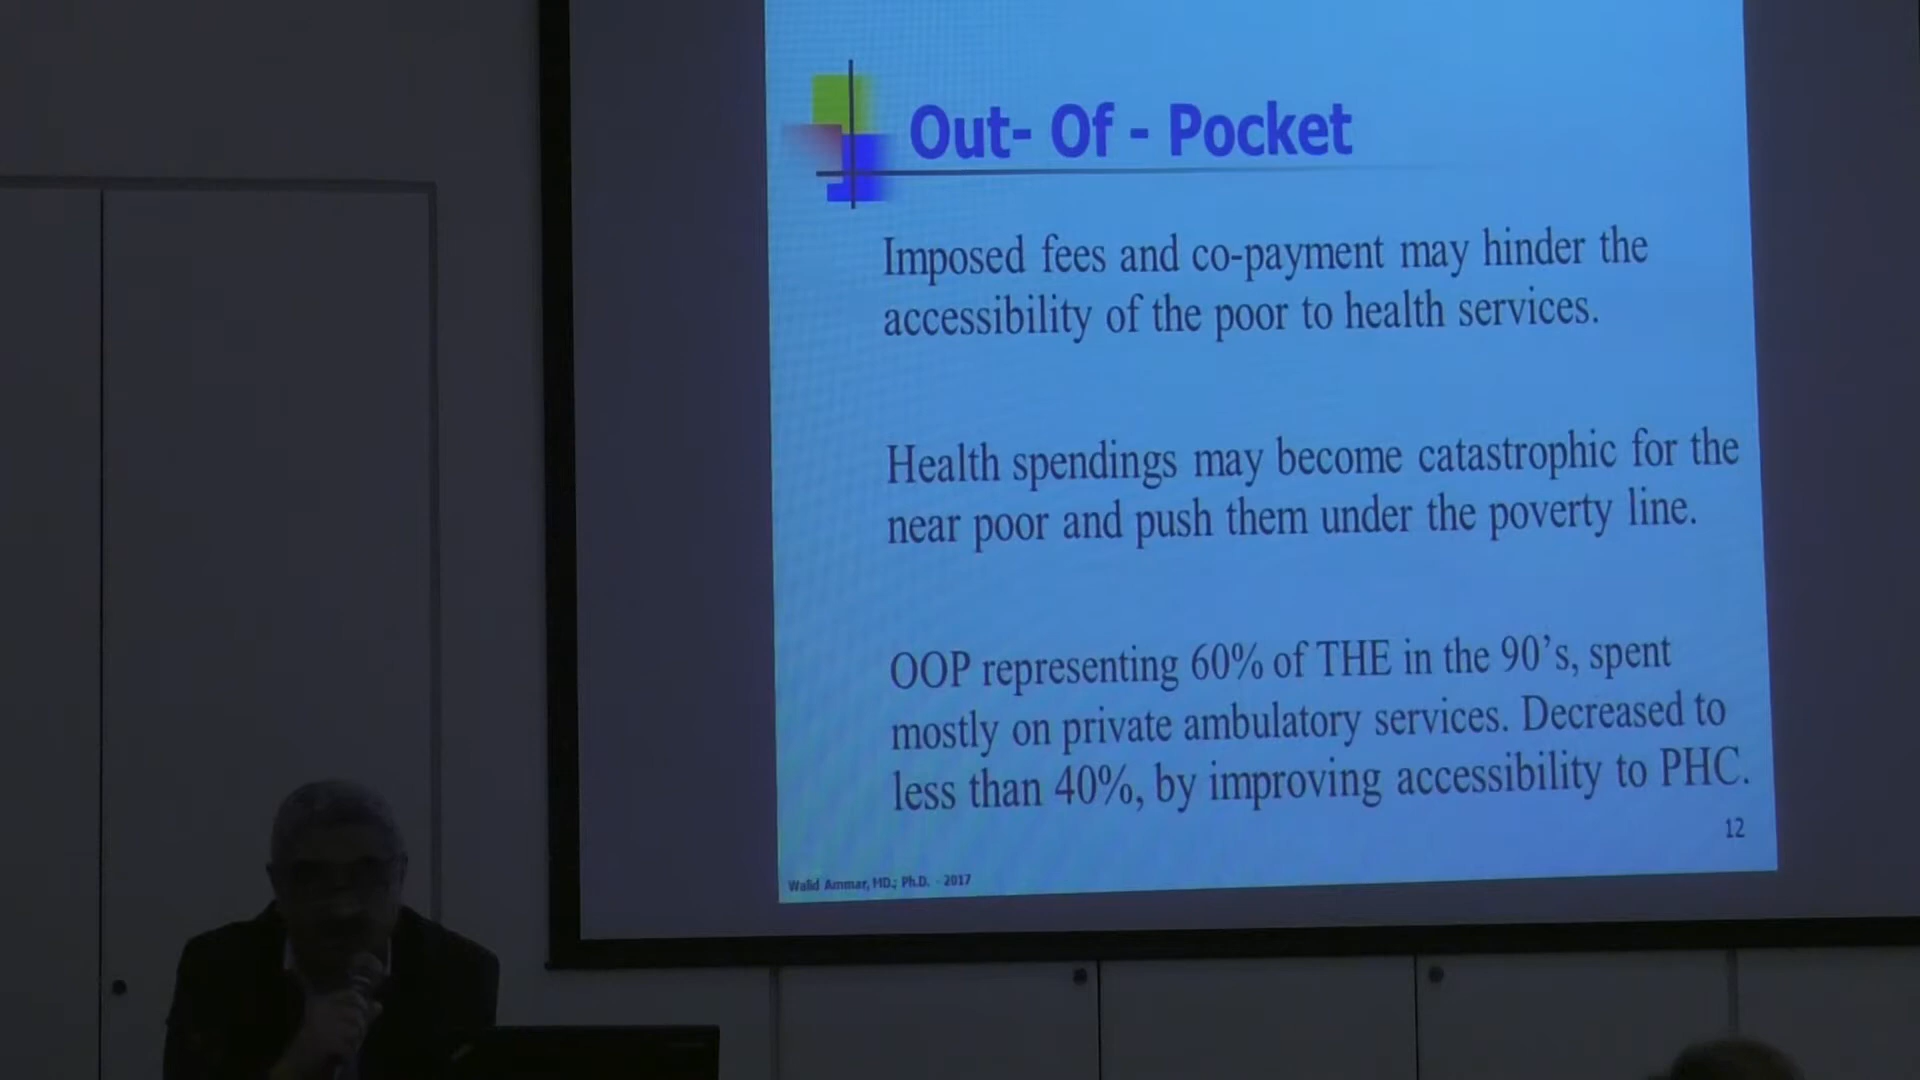 Out- Of - Pocket
Imposed fees and co-payment may hinder the
accessibility of the poor to health services.
Health spendings may become catastrophic for the
near poor and push them under the poverty line.
OOP representing 60% of THE in the 90's, spent
mostly on private ambulatory services. Decreased to
less than 40%, by improving accessibility to PHC.
12
Walid Ammar, MD.; Ph.D. - 2017